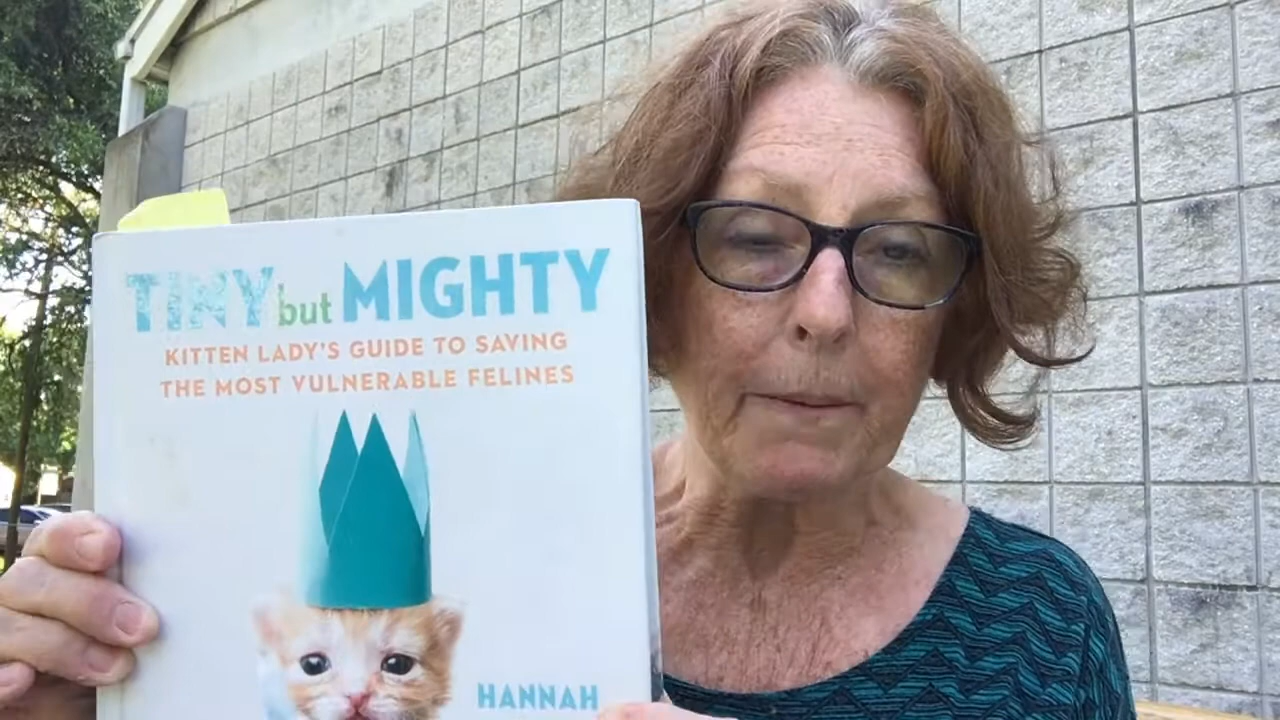 TINY but MIGHTY
KITTEN LADY'S GUIDE TO SAVING
THE MOST VULNERABLE FELINES
HANNAH